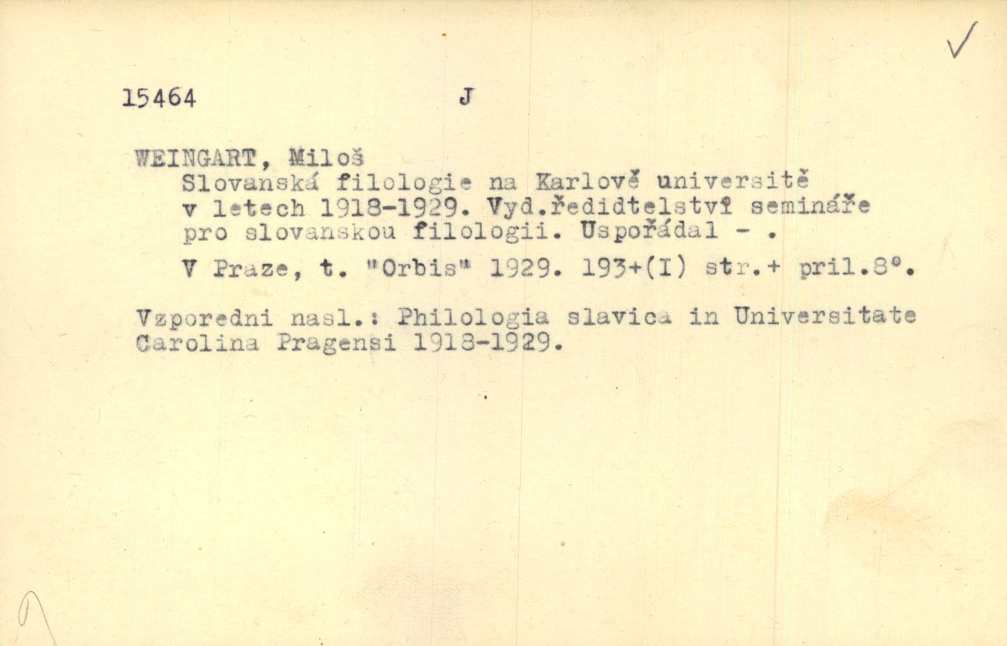 15464 J
WEINGART, Miloš
Slovanská filologie na Karlově universitě
v letech 1918-1929. Vyd.ředidtelství semináře
pro slovanskou filologii. Uspořádal - .
V Praze, t. "Orbis" 1929. 193+(I) str.+ pril.8°.
Vzporedni nasl.: Philologia slavica in Universitate
Carolina Pragensi 1918-1929.